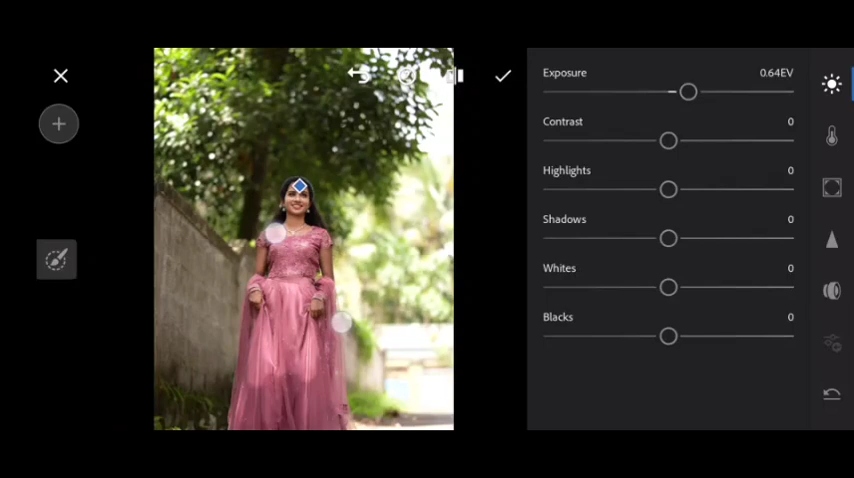 Exposure 0.64EV
Contrast 0
Highlights 0
Shadows 0
Whites 0
Blacks 0